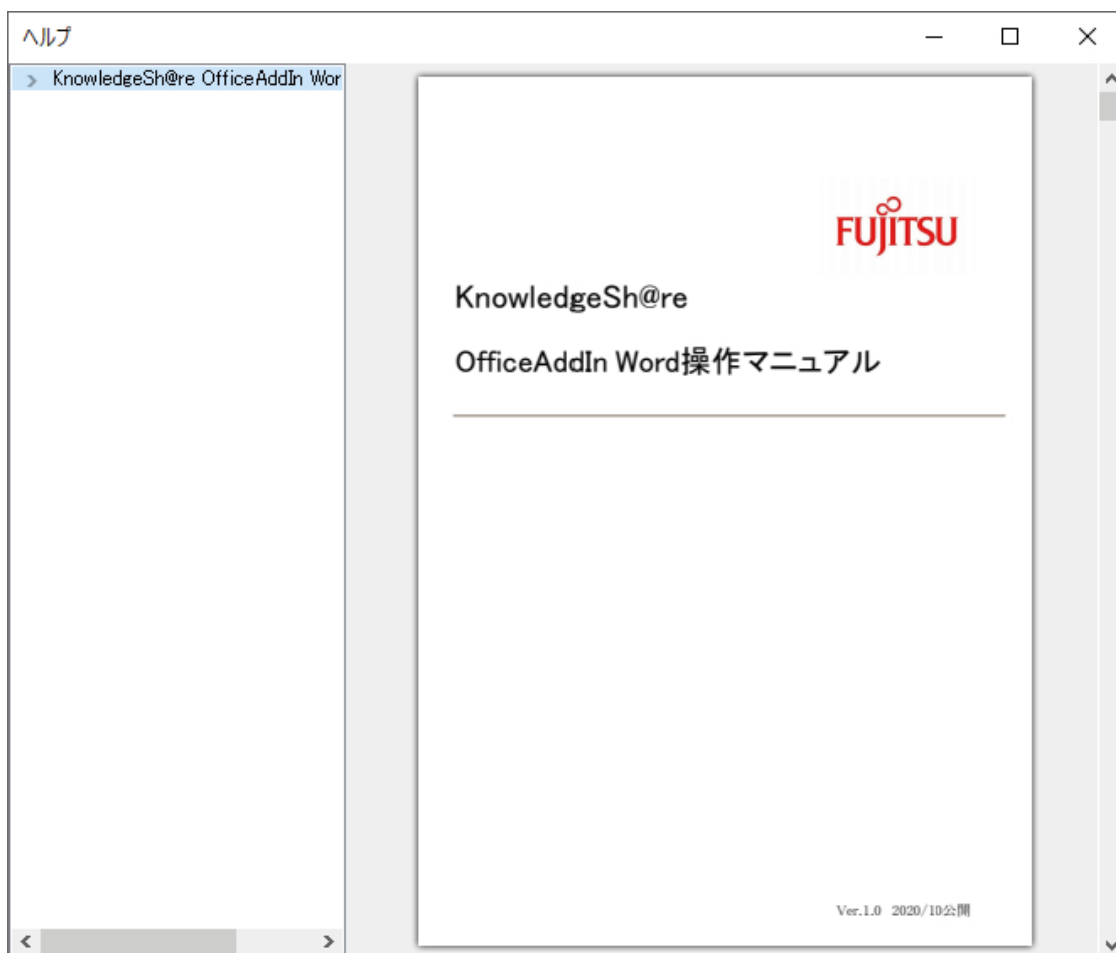 ヘルプ
KnowledgeSh@re OfficeAddIn Wor
FUJITSU
KnowledgeSh@re
OfficeAddIn Word操作マニュアル
Ver.1.0 2020/10公開